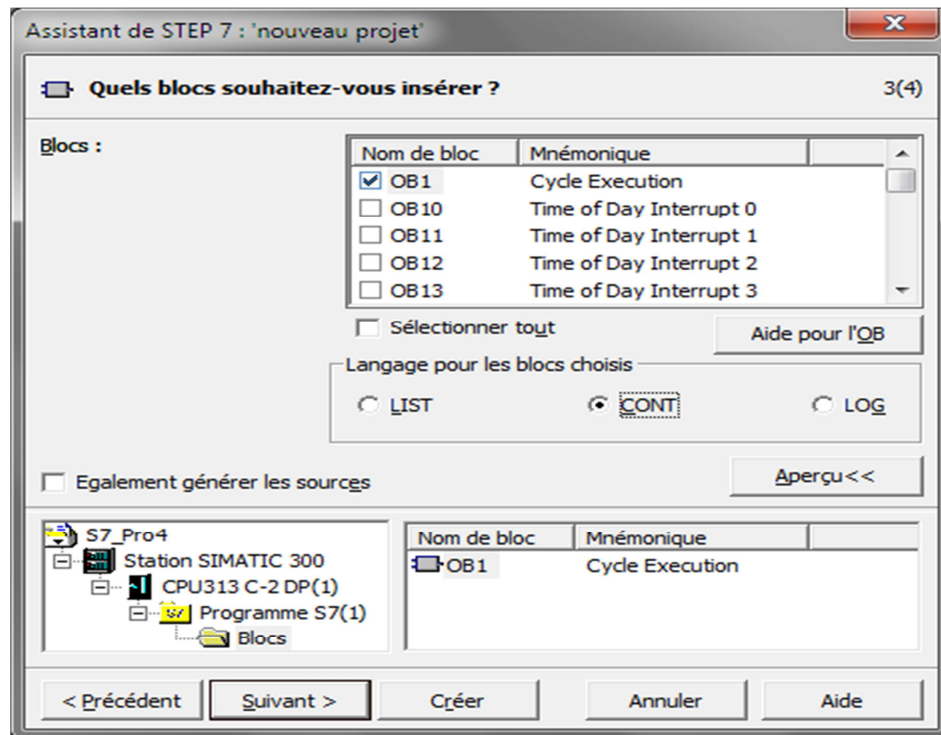 Assistant de STEP 7 : 'nouveau projet'
Quels blocs souhaitez-vous insérer ? 3(4)
Blocs :
Nom de bloc Mnémonique
OB1 Cycle Execution
OB10 Time of Day Interrupt 0
OB11 Time of Day Interrupt 1
OB12 Time of Day Interrupt 2
OB13 Time of Day Interrupt 3
Sélectionner tout Aide pour l'OB
Langage pour les blocs choisis
LIST CONT LOG
Aperçu<<
Egalement générer les sources
S7_Pro4
Station SIMATIC 300
CPU313 C-2 DP(1)
Programme S7(1)
Blocs
Nom de bloc Mnémonique
OB1 Cycle Execution
< Précédent Suivant > Créer Annuler Aide